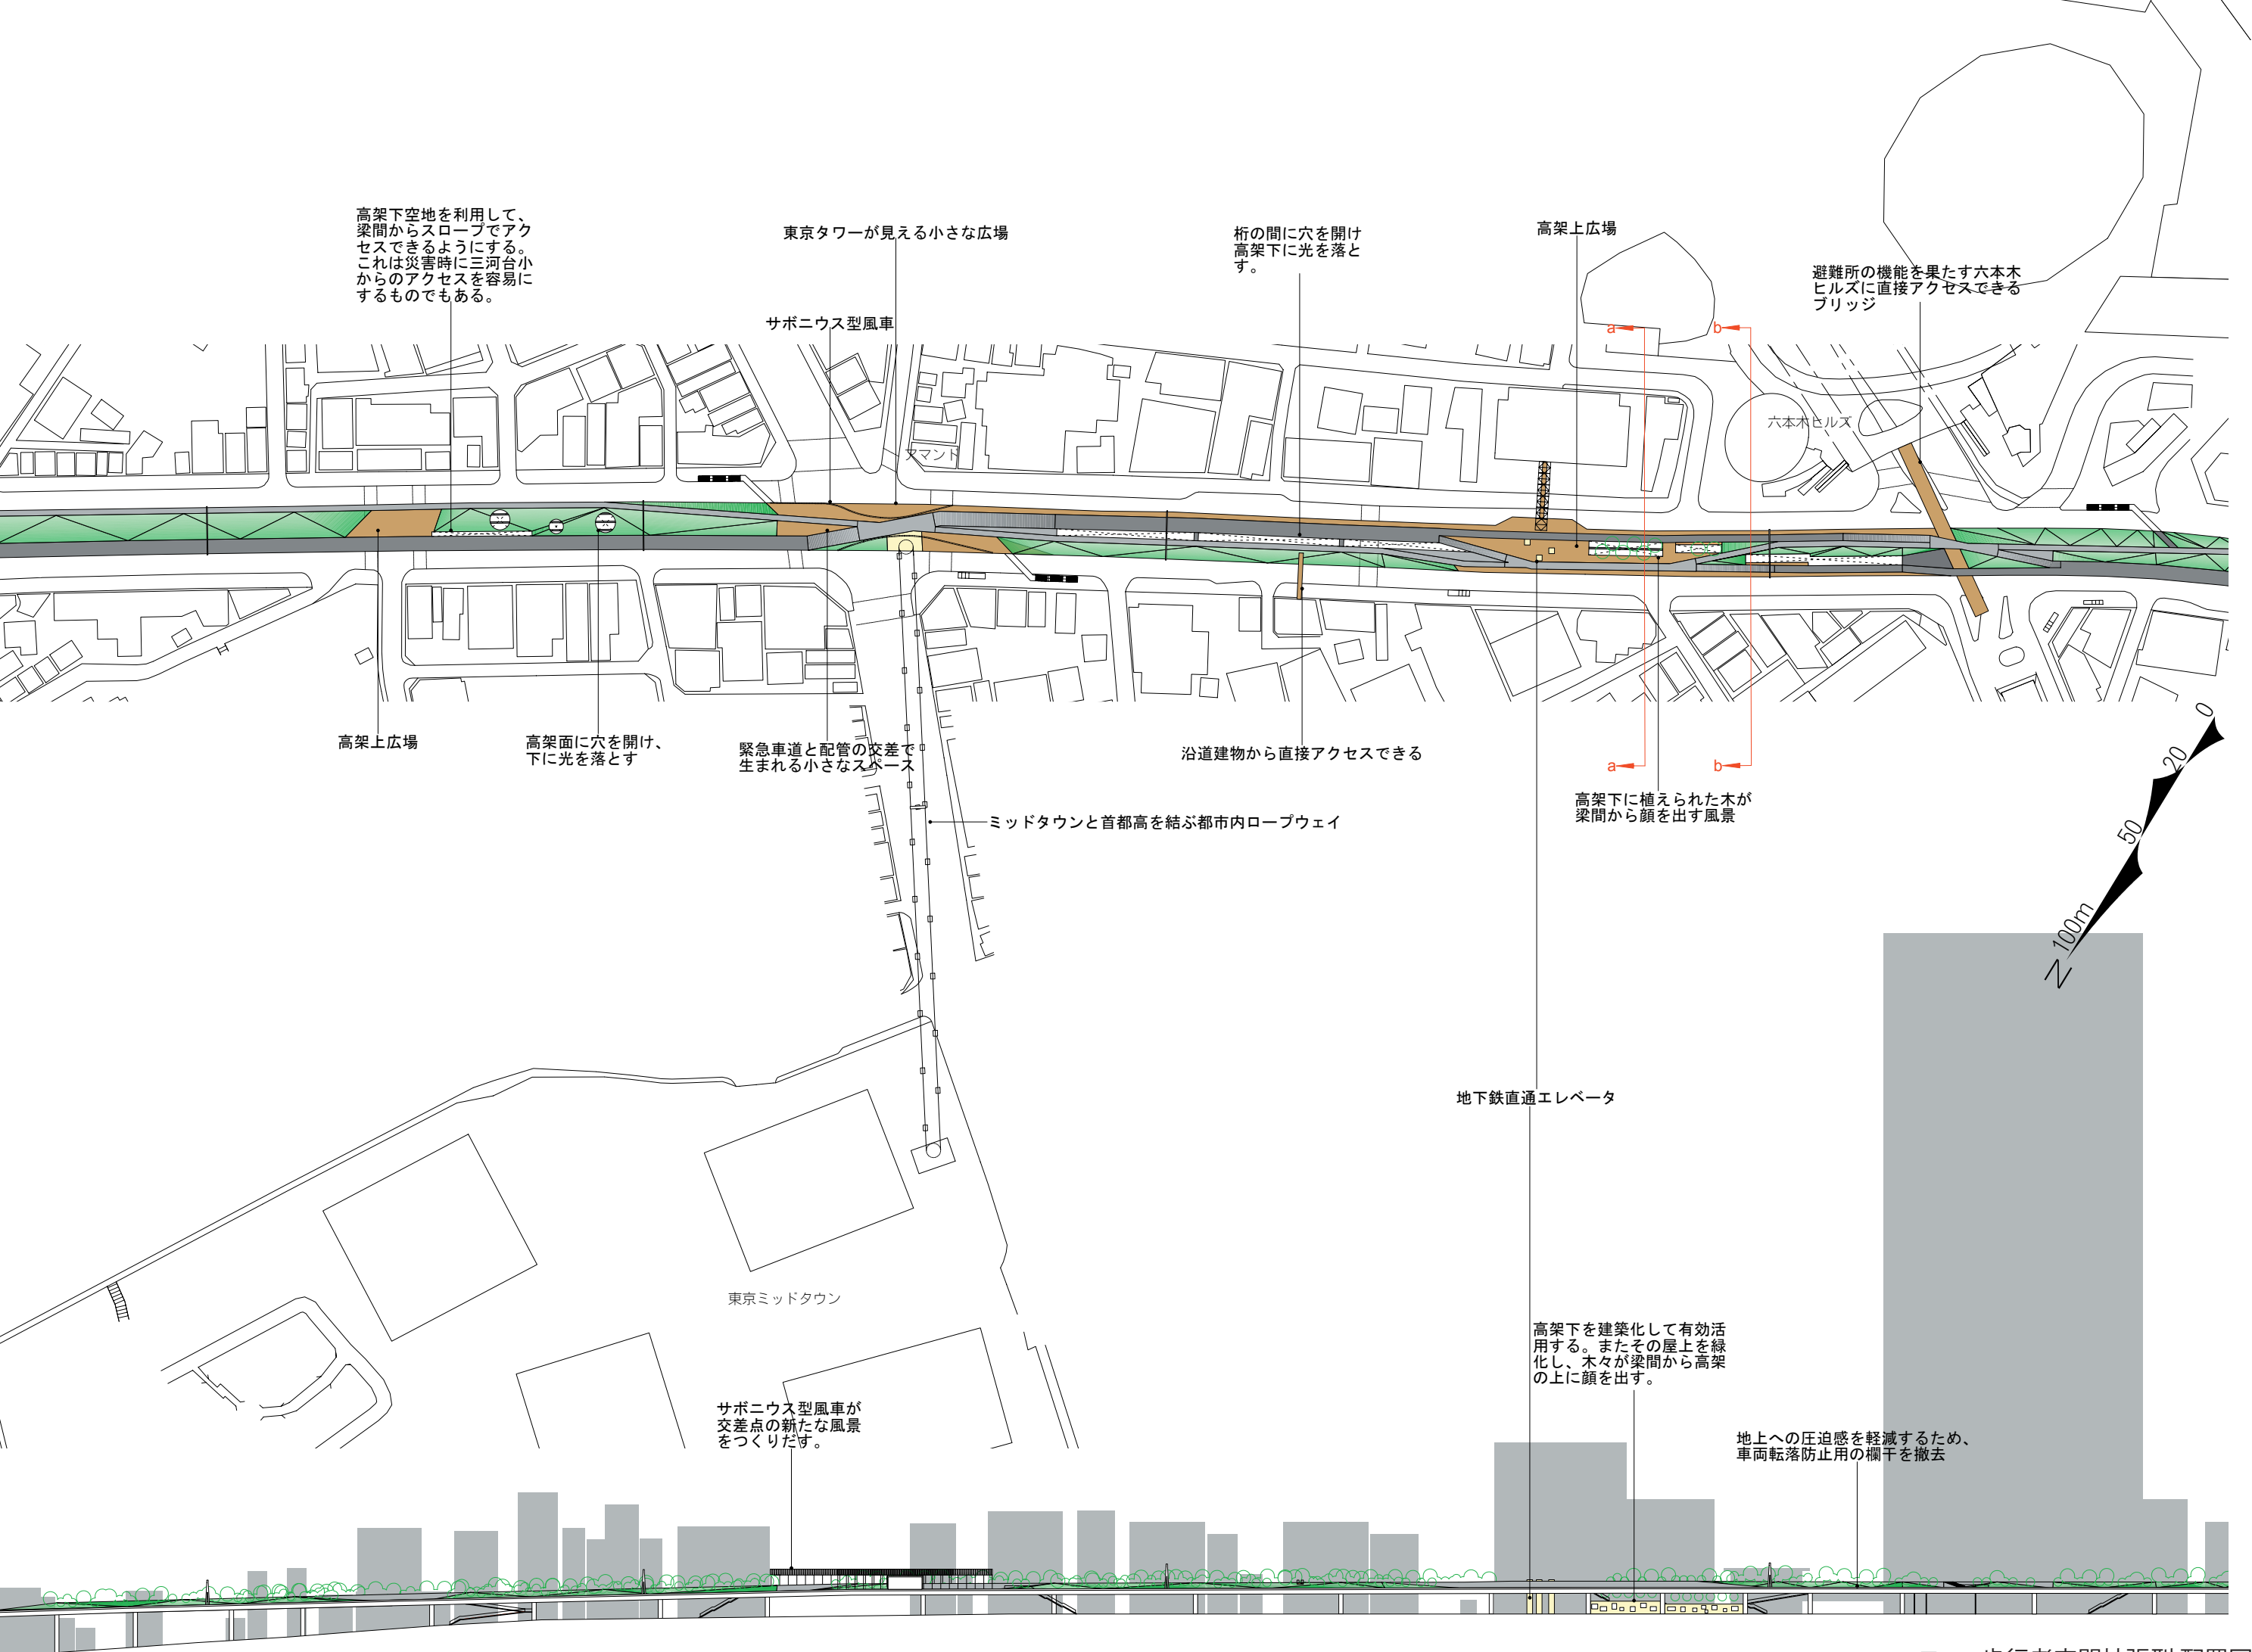 高架下空地を利用して、
梁間からスロープでアク
セスできるようにする。
これは災害時に三河台小
からのアクセスを容易に
するものでもある。
東京タワーが見える小さな広場
サボニウス型風車
桁の間に穴を開け
高架下に光を落と
す。
高架上広場
避難所の機能を果たす六本木
ヒルズに直接アクセスできる
ブリッジ
a
b
六本木ヒルズ
アマンド
高架上広場
高架面に穴を開け、
下に光を落とす
緊急車道と配管の交差で
生まれる小さなスペース
沿道建物から直接アクセスできる
a
b
高架下に植えられた木が
梁間から顔を出す風景
ミッドタウンと首都高を結ぶ都市内ロープウェイ
0
20
50
100m
N
地下鉄直通エレベータ
東京ミッドタウン
高架下を建築化して有効活
用する。またその屋上を緑
化し、木々が梁間から高架
の上に顔を出す。
サボニウス型風車が
交差点の新たな風景
をつくりだす。
地上への圧迫感を軽減するため、
車両転落防止用の欄干を撤去